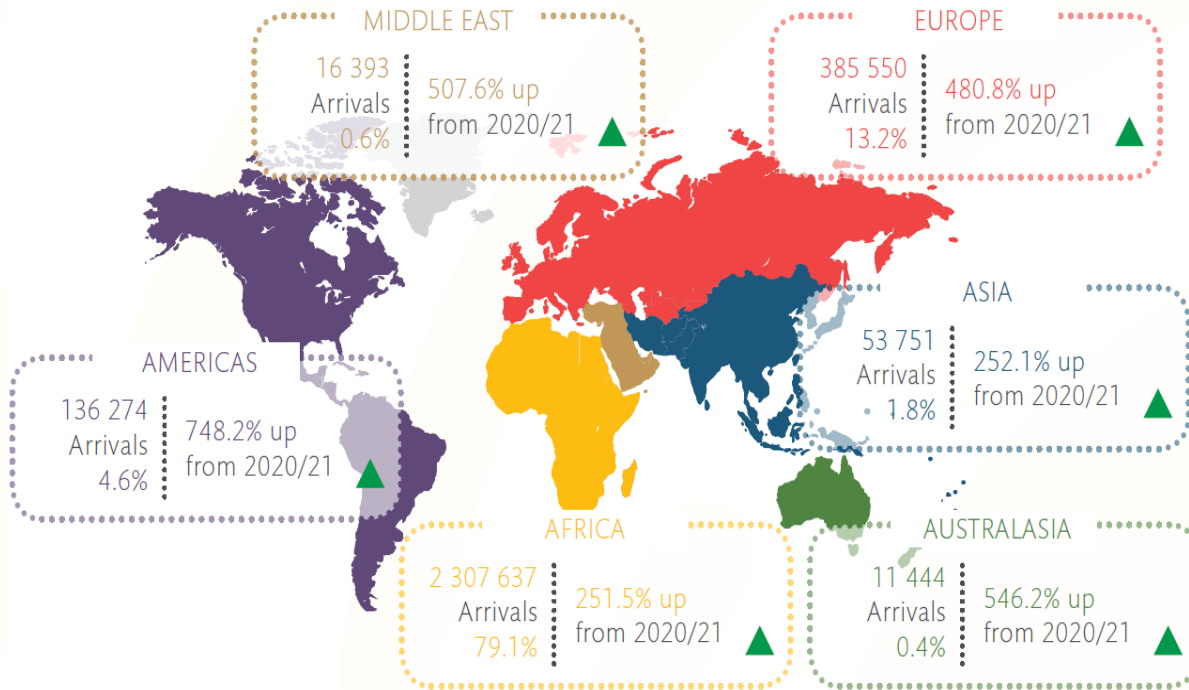 MIDDLE EAST
16 393
Arrivals
0.6%
507.6% up
from 2020/21
EUROPE
385 550
Arrivals
13.2%
480.8% up
from 2020/21
ASIA
53 751
Arrivals
1.8%
252.1% up
from 2020/21
AMERICAS
136 274
Arrivals
4.6%
748.2% up
from 2020/21
AFRICA
2 307 637
Arrivals
79.1%
251.5% up
from 2020/21
AUSTRALASIA
11 444
Arrivals
0.4%
546.2% up
from 2020/21